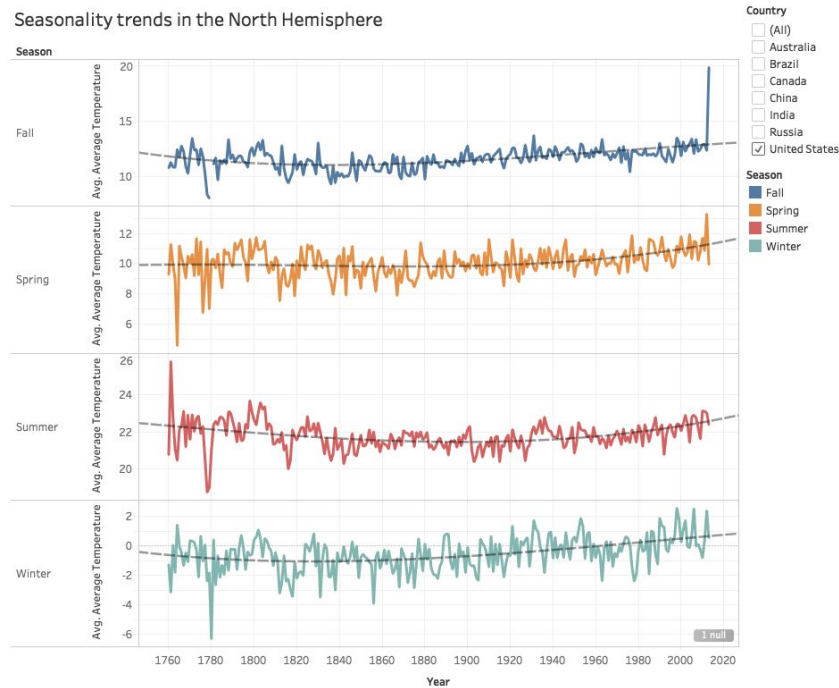 Seasonality trends in the North Hemisphere
Season
Fall
Avg. Average Temperature
20
15
10
Spring
Avg. Average Temperature
12
10
8
6
Summer
Avg. Average Temperature
26
24
22
20
Winter
Avg. Average Temperature
2
0
-2
-4
-6
1 null
1760 1780 1800 1820 1840 1860 1880 1900 1920 1940 1960 1980 2000 2020
Year
Country
(All)
Australia
Brazil
Canada
China
India
Russia
United States
Season
Fall
Spring
Summer
Winter